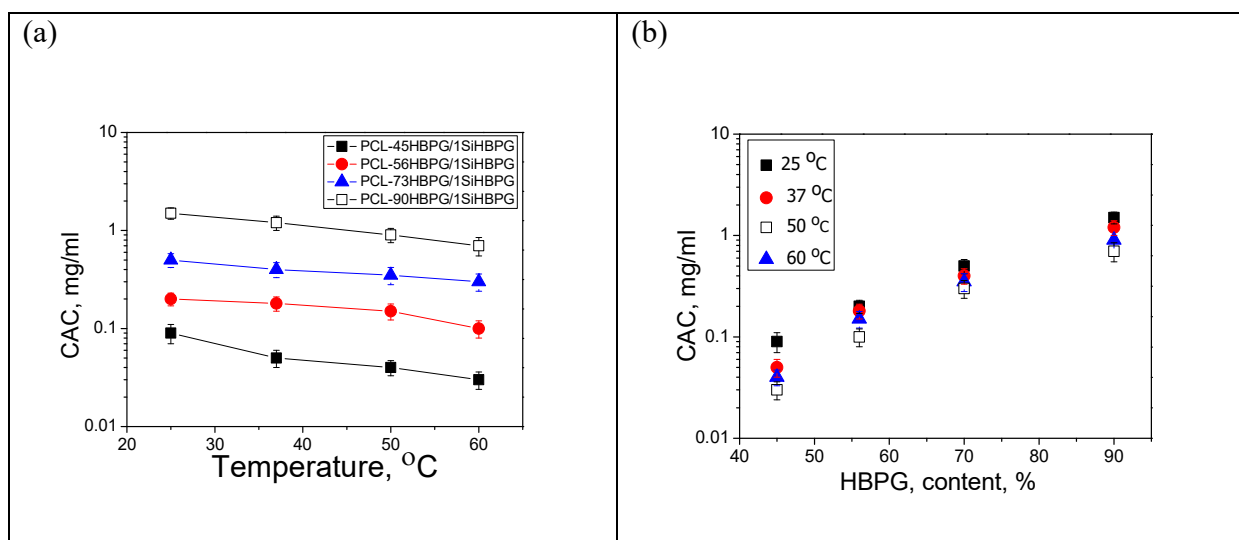 (a)
PCL-45HBPG/1SiHBPG
PCL-56HBPG/1SiHBPG
PCL-73HBPG/1SiHBPG
PCL-90HBPG/1SiHBPG
10
1
0.1
0.01
CAC, mg/ml
20 30 40 50 60
Temperature, °C
(b)
25 °C
37 °C
50 °C
60 °C
10
1
0.1
0.01
CAC, mg/ml
40 50 60 70 80 90
HBPG, content, %